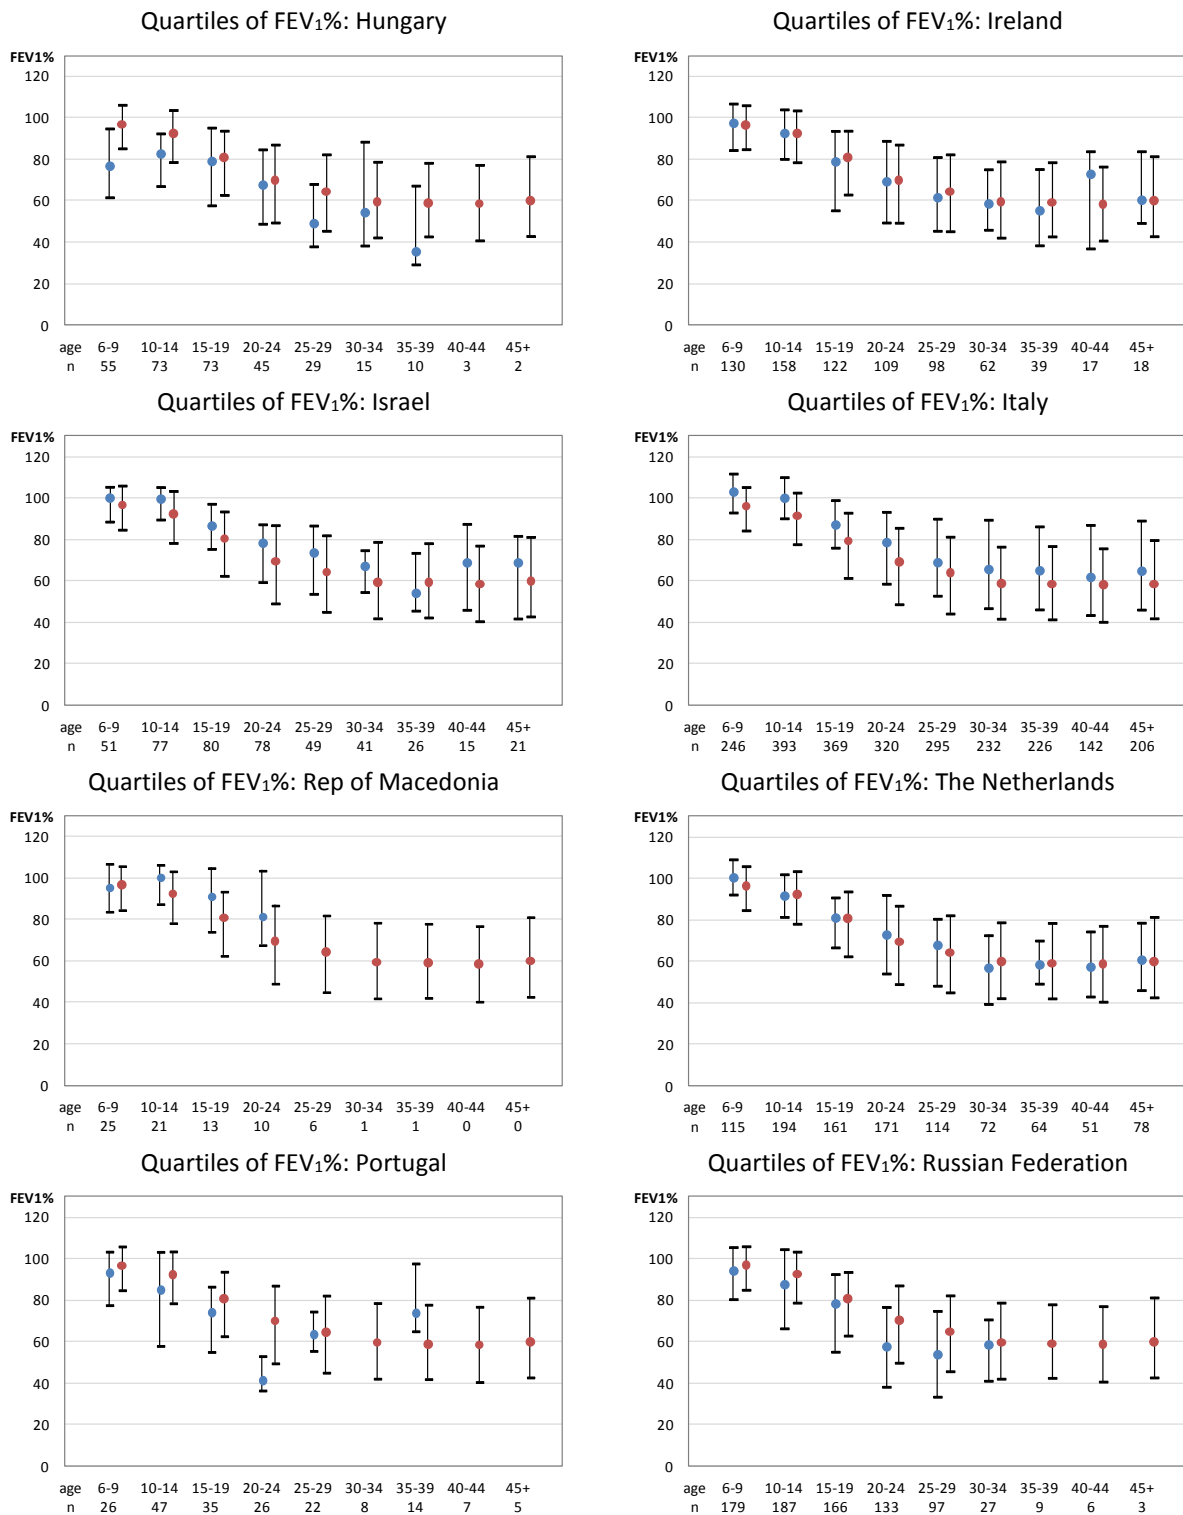 Quartiles of FEV₁%: Hungary
FEV1%
120
100
80
60
40
20
0
age 6-9 10-14 15-19 20-24 25-29 30-34 35-39 40-44 45+
n 55 73 73 45 29 15 10 3 2
Quartiles of FEV₁%: Ireland
FEV1%
120
100
80
60
40
20
0
age 6-9 10-14 15-19 20-24 25-29 30-34 35-39 40-44 45+
n 130 158 122 109 98 62 39 17 18
Quartiles of FEV₁%: Israel
FEV1%
120
100
80
60
40
20
0
age 6-9 10-14 15-19 20-24 25-29 30-34 35-39 40-44 45+
n 51 77 80 78 49 41 26 15 21
Quartiles of FEV₁%: Italy
FEV1%
120
100
80
60
40
20
0
age 6-9 10-14 15-19 20-24 25-29 30-34 35-39 40-44 45+
n 246 393 369 320 295 232 226 142 206
Quartiles of FEV₁%: Rep of Macedonia
FEV1%
120
100
80
60
40
20
0
age 6-9 10-14 15-19 20-24 25-29 30-34 35-39 40-44 45+
n 25 21 13 10 6 1 1 0 0
Quartiles of FEV₁%: The Netherlands
FEV1%
120
100
80
60
40
20
0
age 6-9 10-14 15-19 20-24 25-29 30-34 35-39 40-44 45+
n 115 194 161 171 114 72 64 51 78
Quartiles of FEV₁%: Portugal
FEV1%
120
100
80
60
40
20
0
age 6-9 10-14 15-19 20-24 25-29 30-34 35-39 40-44 45+
n 26 47 35 26 22 8 14 7 5
Quartiles of FEV₁%: Russian Federation
FEV1%
120
100
80
60
40
20
0
age 6-9 10-14 15-19 20-24 25-29 30-34 35-39 40-44 45+
n 179 187 166 133 97 27 9 6 3